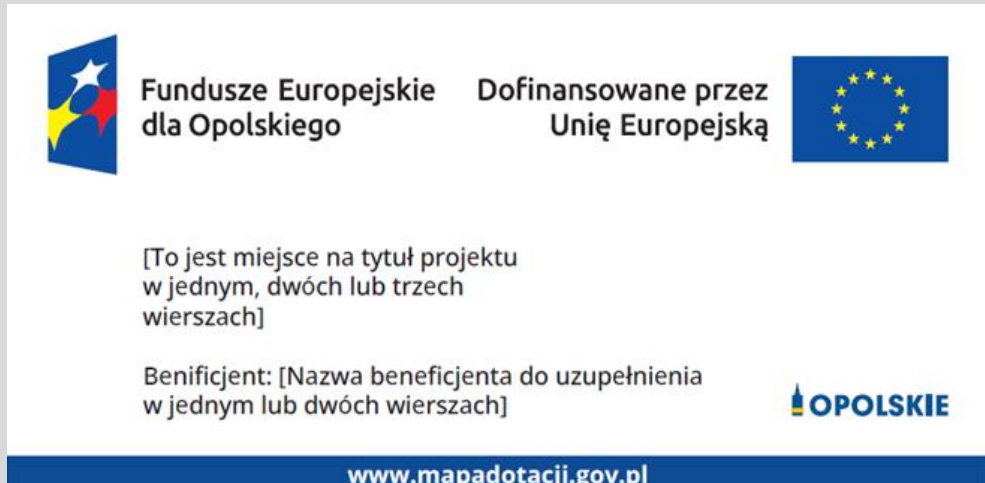 Fundusze Europejskie
dla Opolskiego
Dofinansowane przez
Unię Europejską
[To jest miejsce na tytuł projektu
w jednym, dwóch lub trzech
wierszach]
Benificjent: [Nazwa beneficjenta do uzupełnienia
w jednym lub dwóch wierszach]
OPOLSKIE
www.mapadotacji.gov.pl